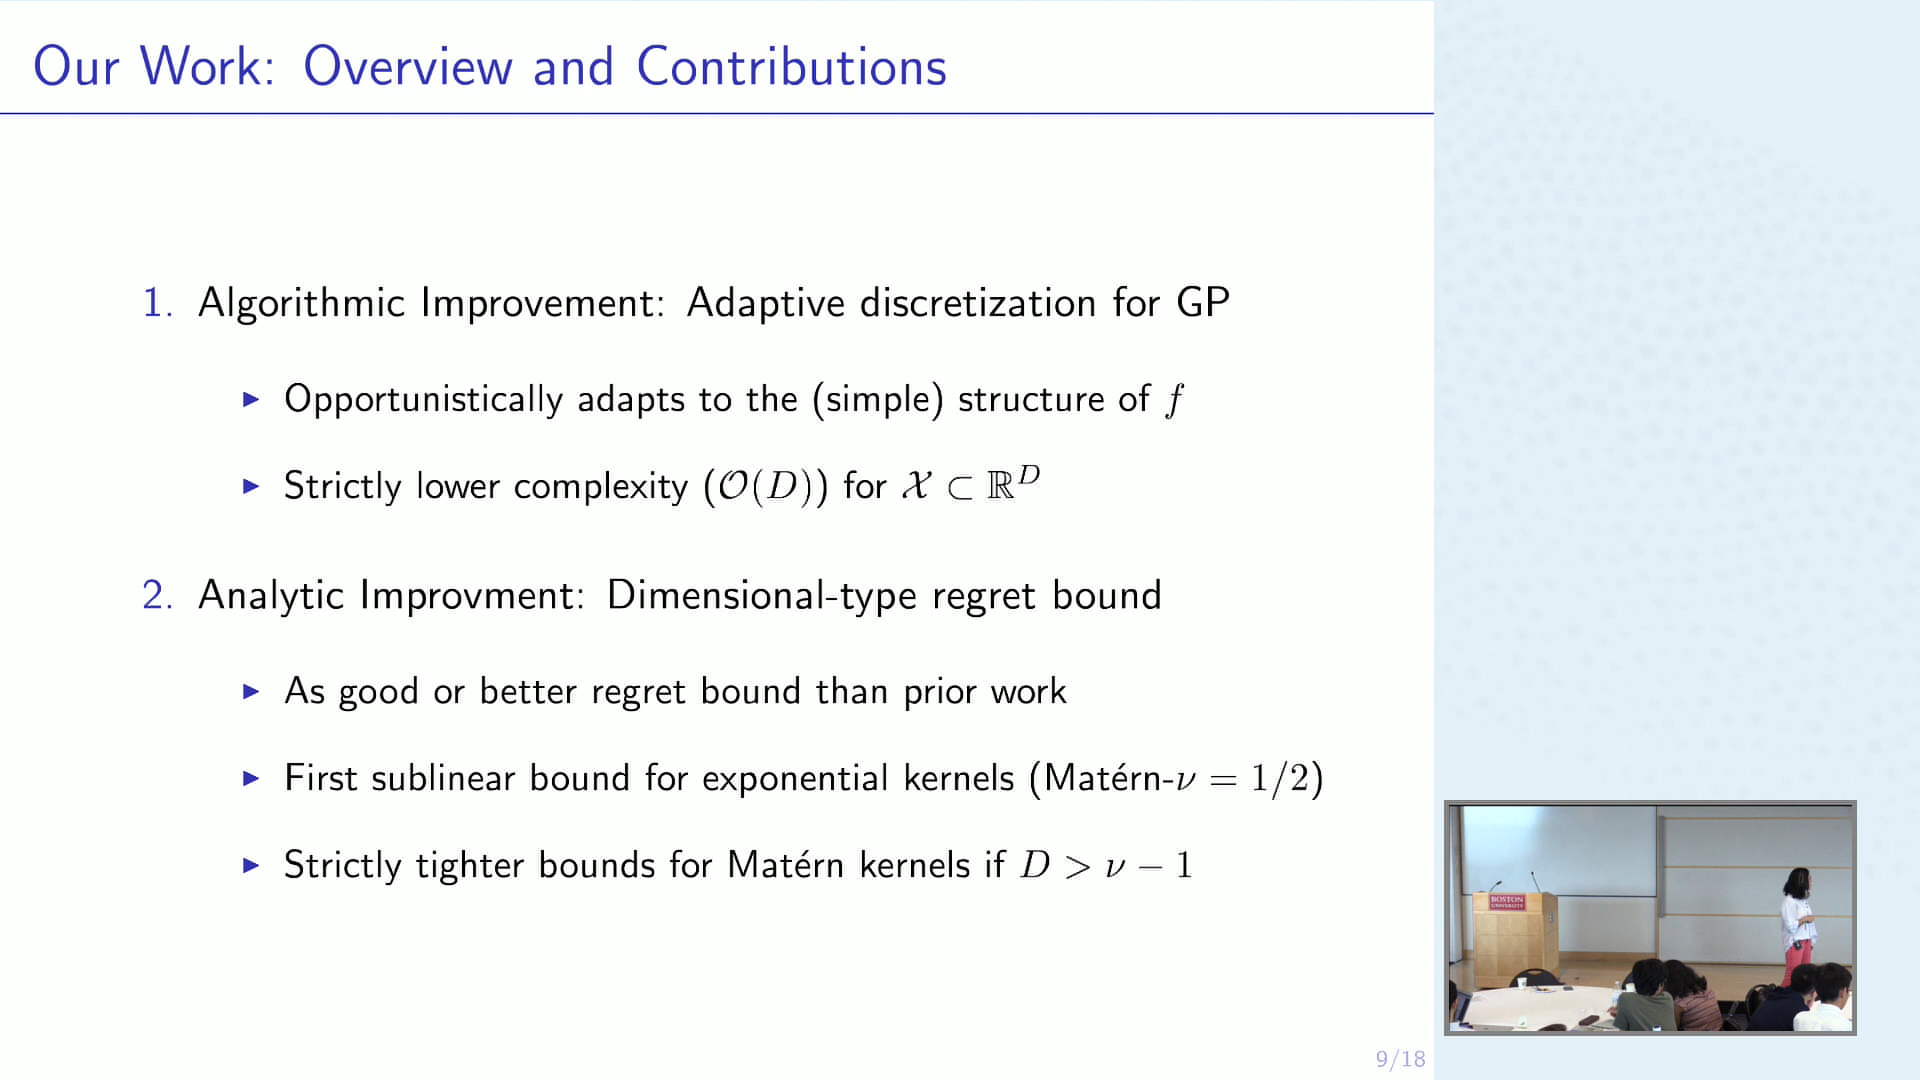 Our Work: Overview and Contributions
1. Algorithmic Improvement: Adaptive discretization for GP
▶ Opportunistically adapts to the (simple) structure of f
▶ Strictly lower complexity (𝒪(D)) for 𝒳 ⊂ ℝ^D
2. Analytic Improvment: Dimensional-type regret bound
▶ As good or better regret bound than prior work
▶ First sublinear bound for exponential kernels (Matérn-ν = 1/2)
▶ Strictly tighter bounds for Matérn kernels if D > ν − 1
BOSTON
UNIVERSITY
9/18